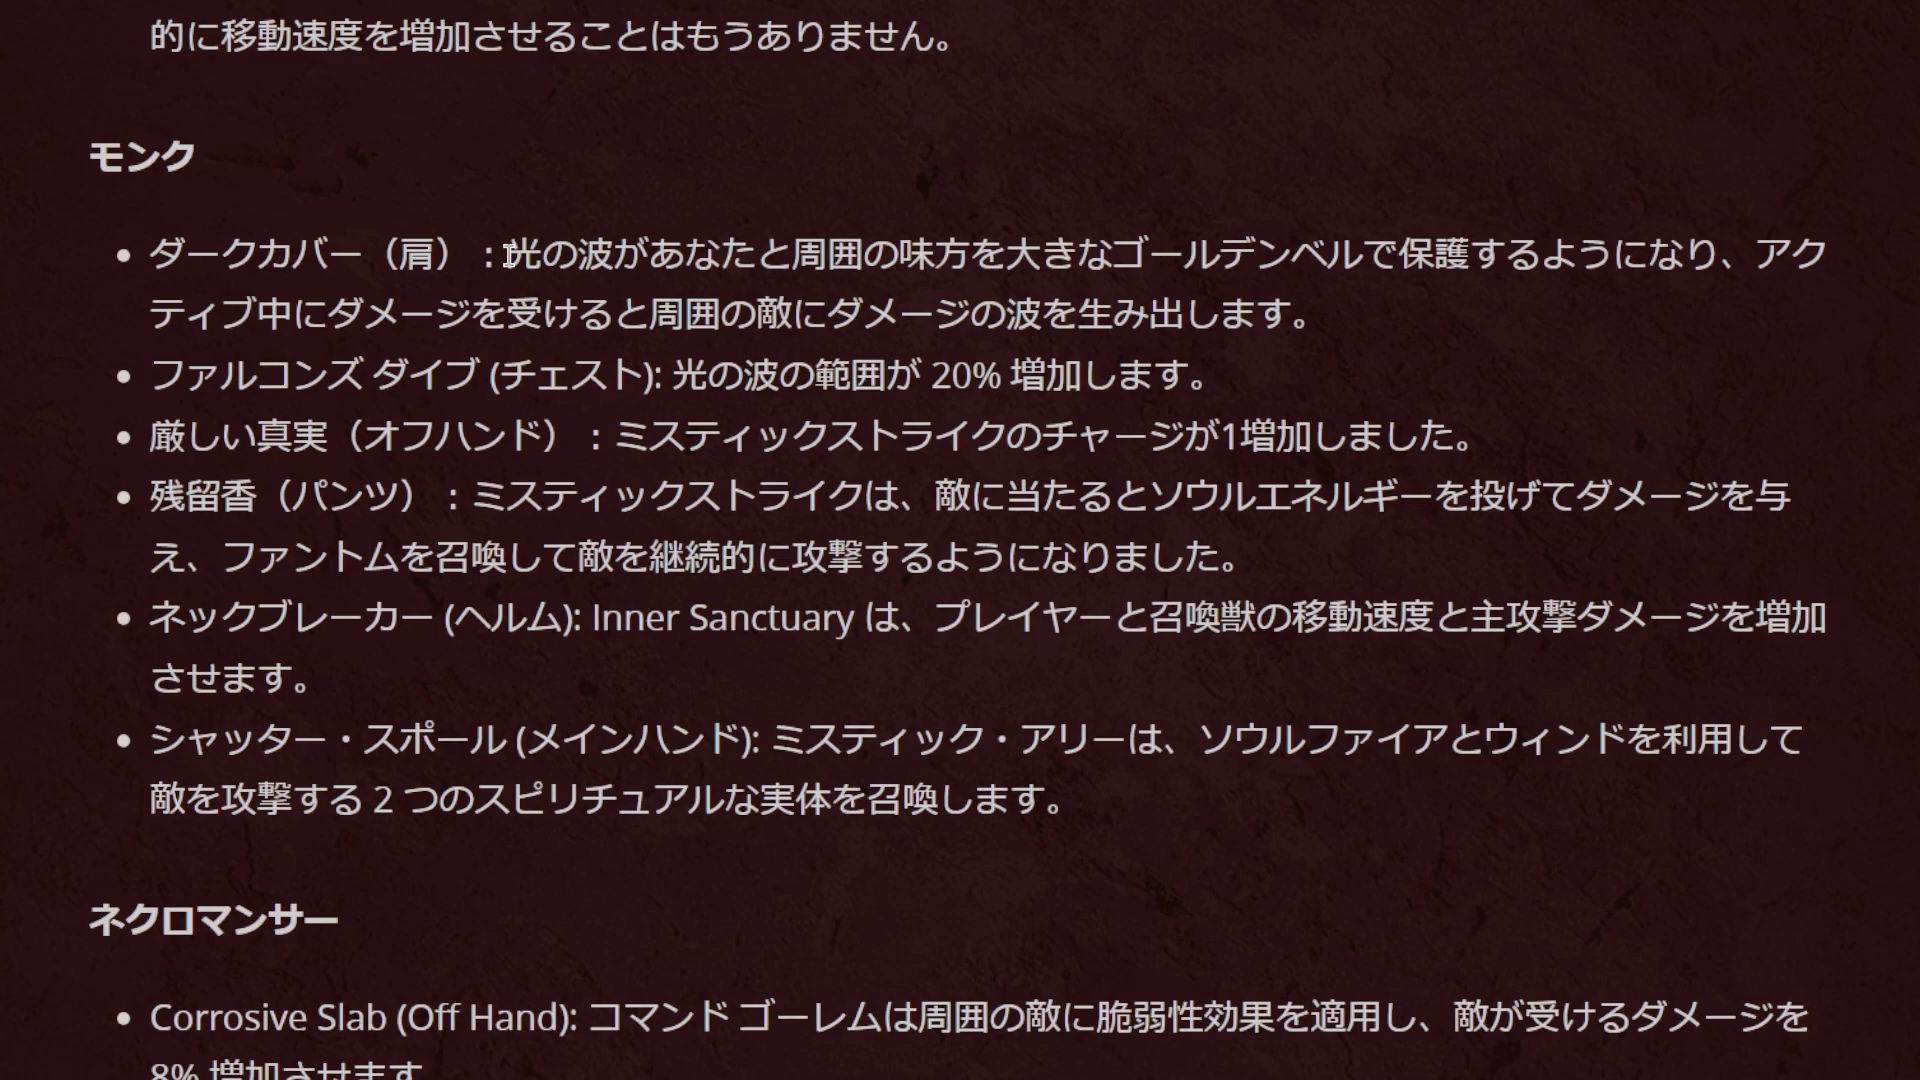 的に移動速度を増加させることはもうありません。
モンク
• ダークカバー（肩）：光の波があなたと周囲の味方を大きなゴールデンベルで保護するようになり、アク
ティブ中にダメージを受けると周囲の敵にダメージの波を生み出します。
• ファルコンズ ダイブ (チェスト): 光の波の範囲が 20% 増加します。
• 厳しい真実（オフハンド）：ミスティックストライクのチャージが1増加しました。
• 残留香（パンツ）：ミスティックストライクは、敵に当たるとソウルエネルギーを投げてダメージを与
え、ファントムを召喚して敵を継続的に攻撃するようになりました。
• ネックブレーカー (ヘルム): Inner Sanctuary は、プレイヤーと召喚獣の移動速度と主攻撃ダメージを増加
させます。
• シャッター・スポール (メインハンド): ミスティック・アリーは、ソウルファイアとウィンドを利用して
敵を攻撃する 2 つのスピリチュアルな実体を召喚します。
ネクロマンサー
• Corrosive Slab (Off Hand): コマンド ゴーレムは周囲の敵に脆弱性効果を適用し、敵が受けるダメージを
8% 増加させます